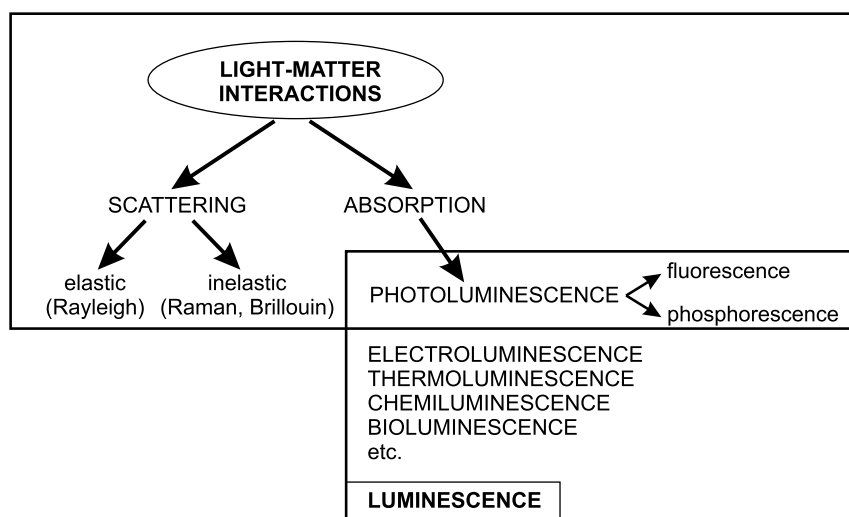 LIGHT-MATTER
INTERACTIONS
SCATTERING
ABSORPTION
elastic
(Rayleigh)
inelastic
(Raman, Brillouin)
PHOTOLUMINESCENCE
fluorescence
phosphorescence
ELECTROLUMINESCENCE
THERMOLUMINESCENCE
CHEMILUMINESCENCE
BIOLUMINESCENCE
etc.
LUMINESCENCE